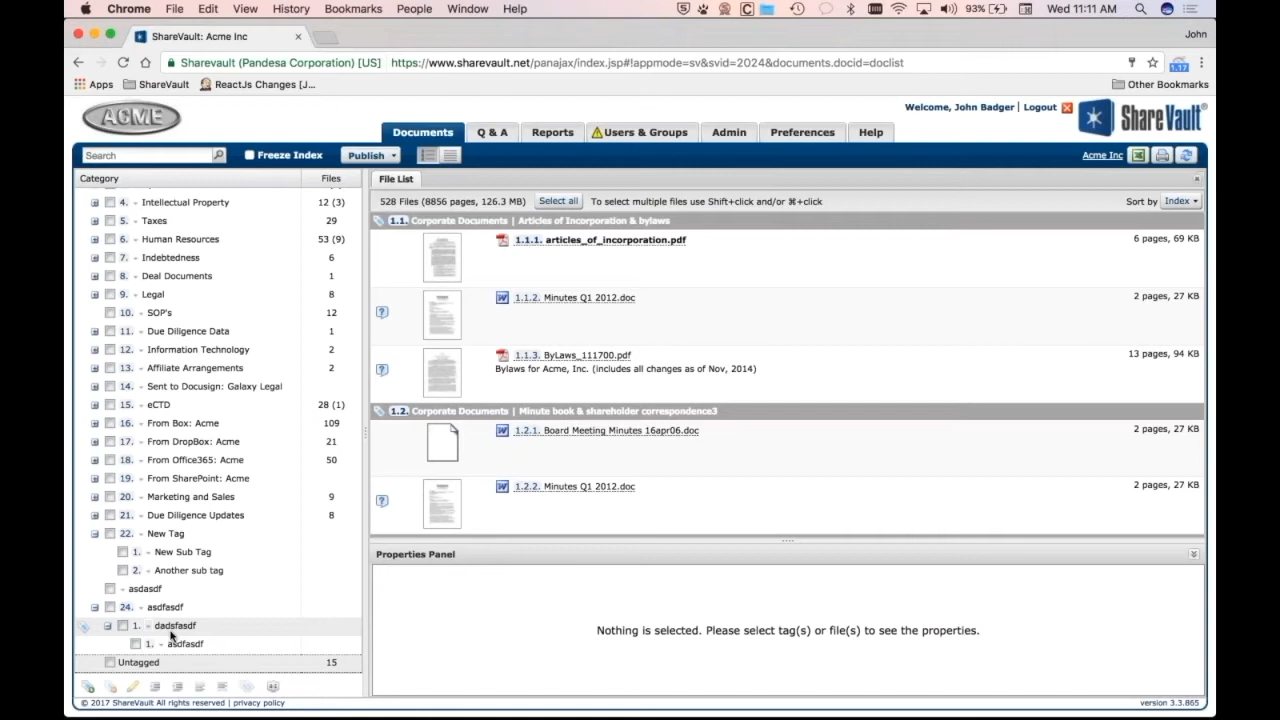 Chrome File Edit View History Bookmarks People Window Help 93% Wed 11:11 AM
ShareVault: Acme Inc John
Sharevault (Pandesa Corporation) [US] https://www.sharevault.net/panajax/index.jsp#!appmode=sv&svid=2024&documents.docid=doclist 1.17
Apps ShareVault ReactJs Changes [J... Other Bookmarks
ACME Welcome, John Badger | Logout ShareVault
Documents Q & A Reports Users & Groups Admin Preferences Help
Search Freeze Index Publish Acme Inc
Category Files File List
528 Files (8856 pages, 126.3 MB) Select all To select multiple files use Shift+click and/or ⌘+click Sort by Index
4. Intellectual Property 12 (3)
5. Taxes 29
6. Human Resources 53 (9)
7. Indebtedness 6
8. Deal Documents 1
9. Legal 8
10. SOP's 12
11. Due Diligence Data 1
12. Information Technology 2
13. Affiliate Arrangements 2
14. Sent to Docusign: Galaxy Legal
15. eCTD 28 (1)
16. From Box: Acme 109
17. From DropBox: Acme 21
18. From Office365: Acme 50
19. From SharePoint: Acme
20. Marketing and Sales 9
21. Due Diligence Updates 8
22. New Tag
1. New Sub Tag
2. Another sub tag
asdasdf
24. asdfasdf
1. dadsfasdf
1. asdfasdf
Untagged 15
1.1. Corporate Documents | Articles of Incorporation & bylaws
1.1.1. articles_of_incorporation.pdf 6 pages, 69 KB
1.1.2. Minutes Q1 2012.doc 2 pages, 27 KB
1.1.3. ByLaws_111700.pdf 13 pages, 94 KB
Bylaws for Acme, Inc. (includes all changes as of Nov, 2014)
1.2. Corporate Documents | Minute book & shareholder correspondence3
1.2.1. Board Meeting Minutes 16apr06.doc 2 pages, 27 KB
1.2.2. Minutes Q1 2012.doc 2 pages, 27 KB
Properties Panel
Nothing is selected. Please select tag(s) or file(s) to see the properties.
© 2017 ShareVault All rights reserved | privacy policy version 3.3.865